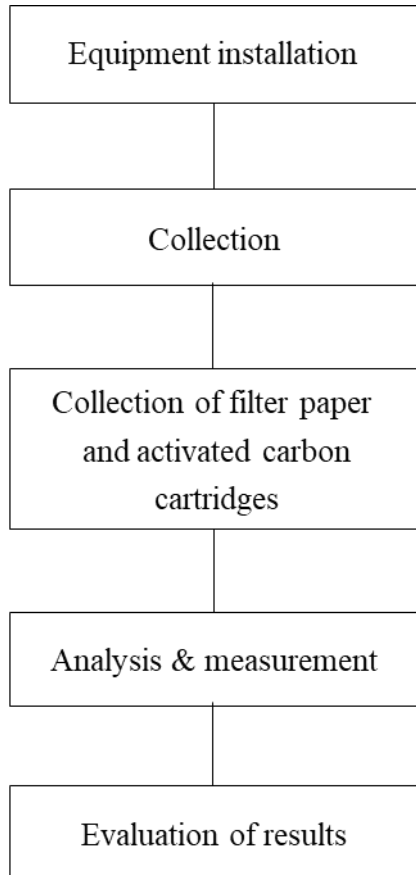 Equipment installation
Collection
Collection of filter paper
and activated carbon
cartridges
Analysis & measurement
Evaluation of results